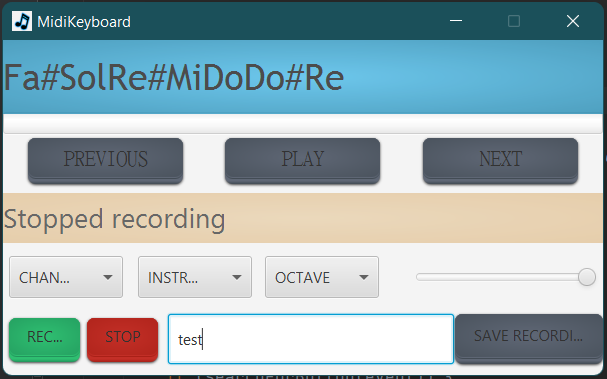 MidiKeyboard
Fa#SolRe#MiDoDo#Re
PREVIOUS PLAY NEXT
Stopped recording
CHAN... INSTR... OCTAVE
REC... STOP test SAVE RECORDI...